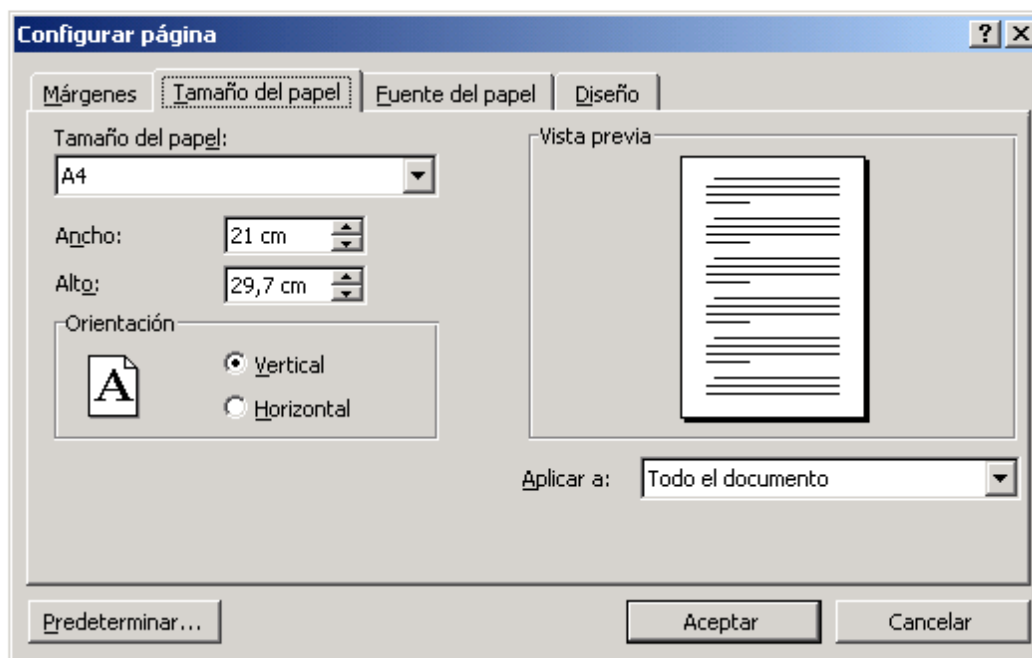 Configurar página
Márgenes Tamaño del papel Fuente del papel Diseño
Tamaño del papel:
A4
Ancho: 21 cm
Alto: 29,7 cm
Orientación
A
Vertical
Horizontal
Vista previa
Aplicar a: Todo el documento
Predeterminar... Aceptar Cancelar